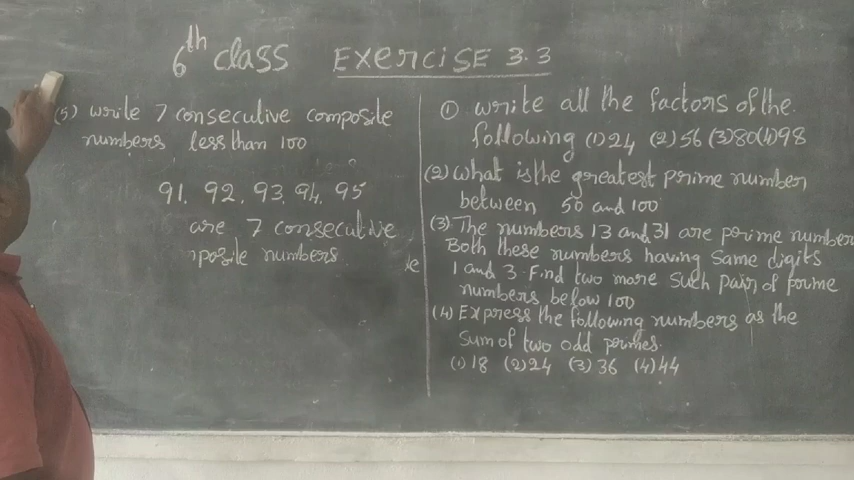 6th class Exercise 3.3
(5) write 7 consecutive composite
numbers less than 100
91, 92, 93, 94, 95
are 7 consecutive
posite numbers
① write all the factors of the
following (1) 24 (2) 56 (3) 80 (4) 98
(2) what is the greatest prime number
between 50 and 100
(3) The numbers 13 and 31 are prime number
Both these numbers having same digits
1 and 3. Find two more such pair of prime
numbers below 100
(4) Express the following numbers as the
sum of two odd primes.
(1) 18 (2) 24 (3) 36 (4) 44